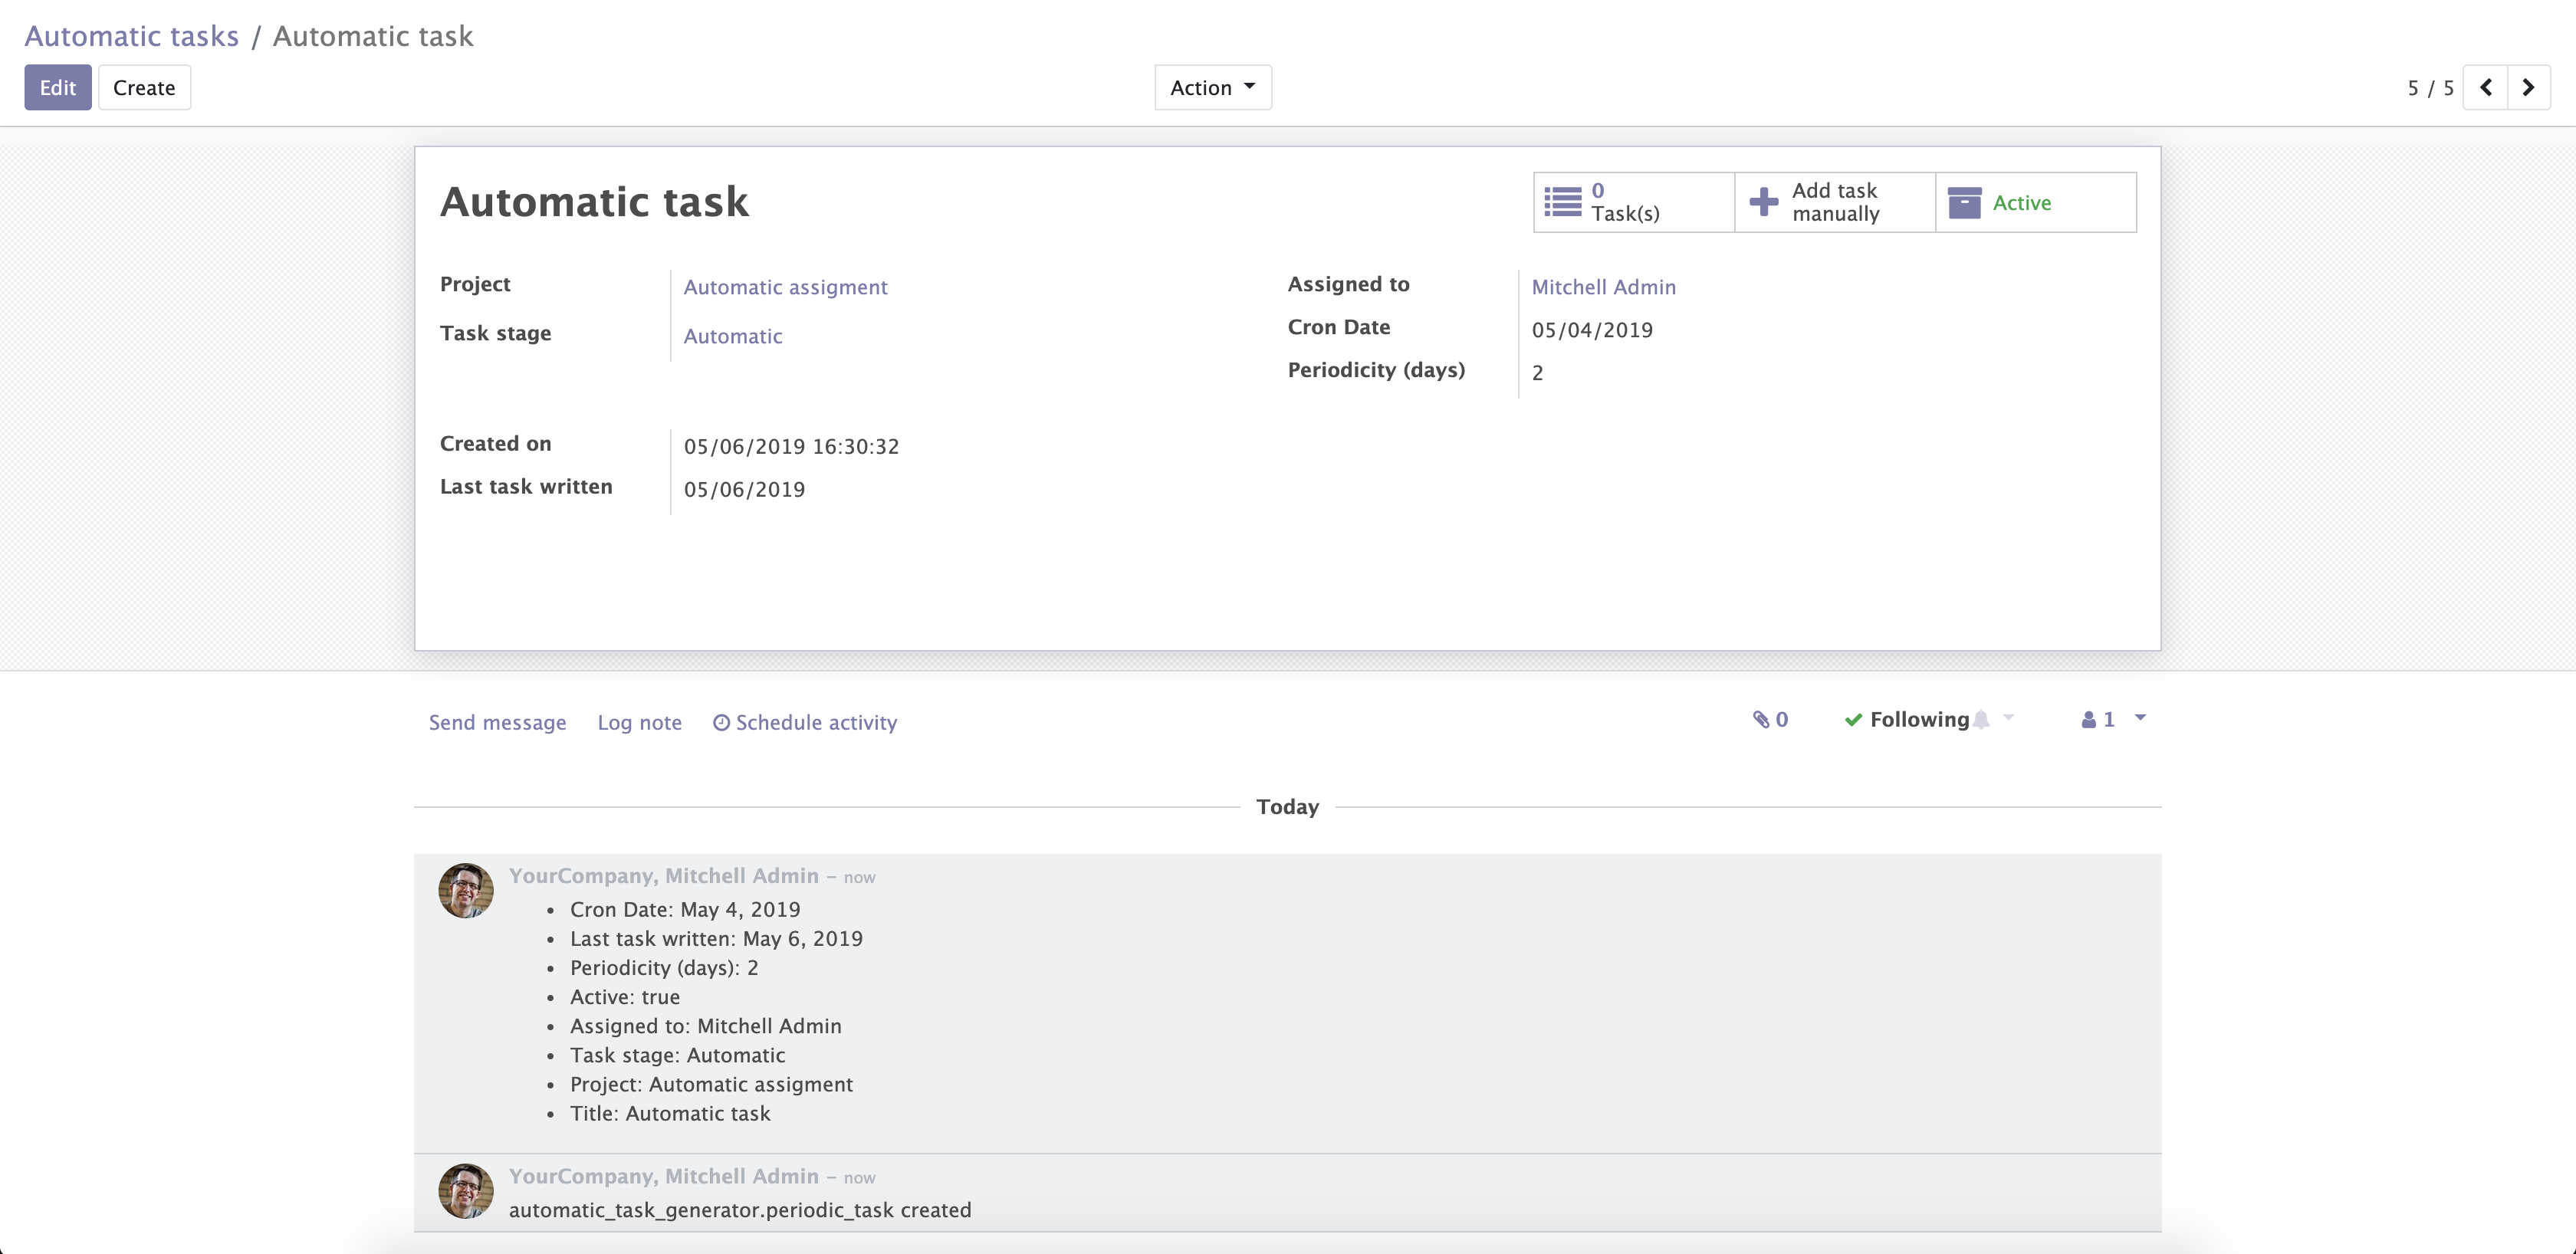 Automatic tasks / Automatic task
Edit
Create
Action
5 / 5
Automatic task
0
Task(s)
Add task
manually
Active
Project
Automatic assigment
Task stage
Automatic
Assigned to
Mitchell Admin
Cron Date
05/04/2019
Periodicity (days)
2
Created on
05/06/2019 16:30:32
Last task written
05/06/2019
Send message
Log note
Schedule activity
0
Following
1
Today
YourCompany, Mitchell Admin – now
• Cron Date: May 4, 2019
• Last task written: May 6, 2019
• Periodicity (days): 2
• Active: true
• Assigned to: Mitchell Admin
• Task stage: Automatic
• Project: Automatic assigment
• Title: Automatic task
YourCompany, Mitchell Admin – now
automatic_task_generator.periodic_task created